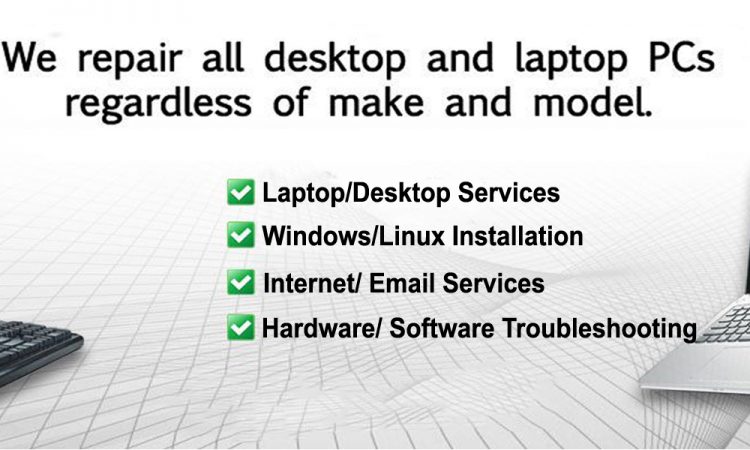 We repair all desktop and laptop PCs
regardless of make and model.
Laptop/Desktop Services
Windows/Linux Installation
Internet/ Email Services
Hardware/ Software Troubleshooting